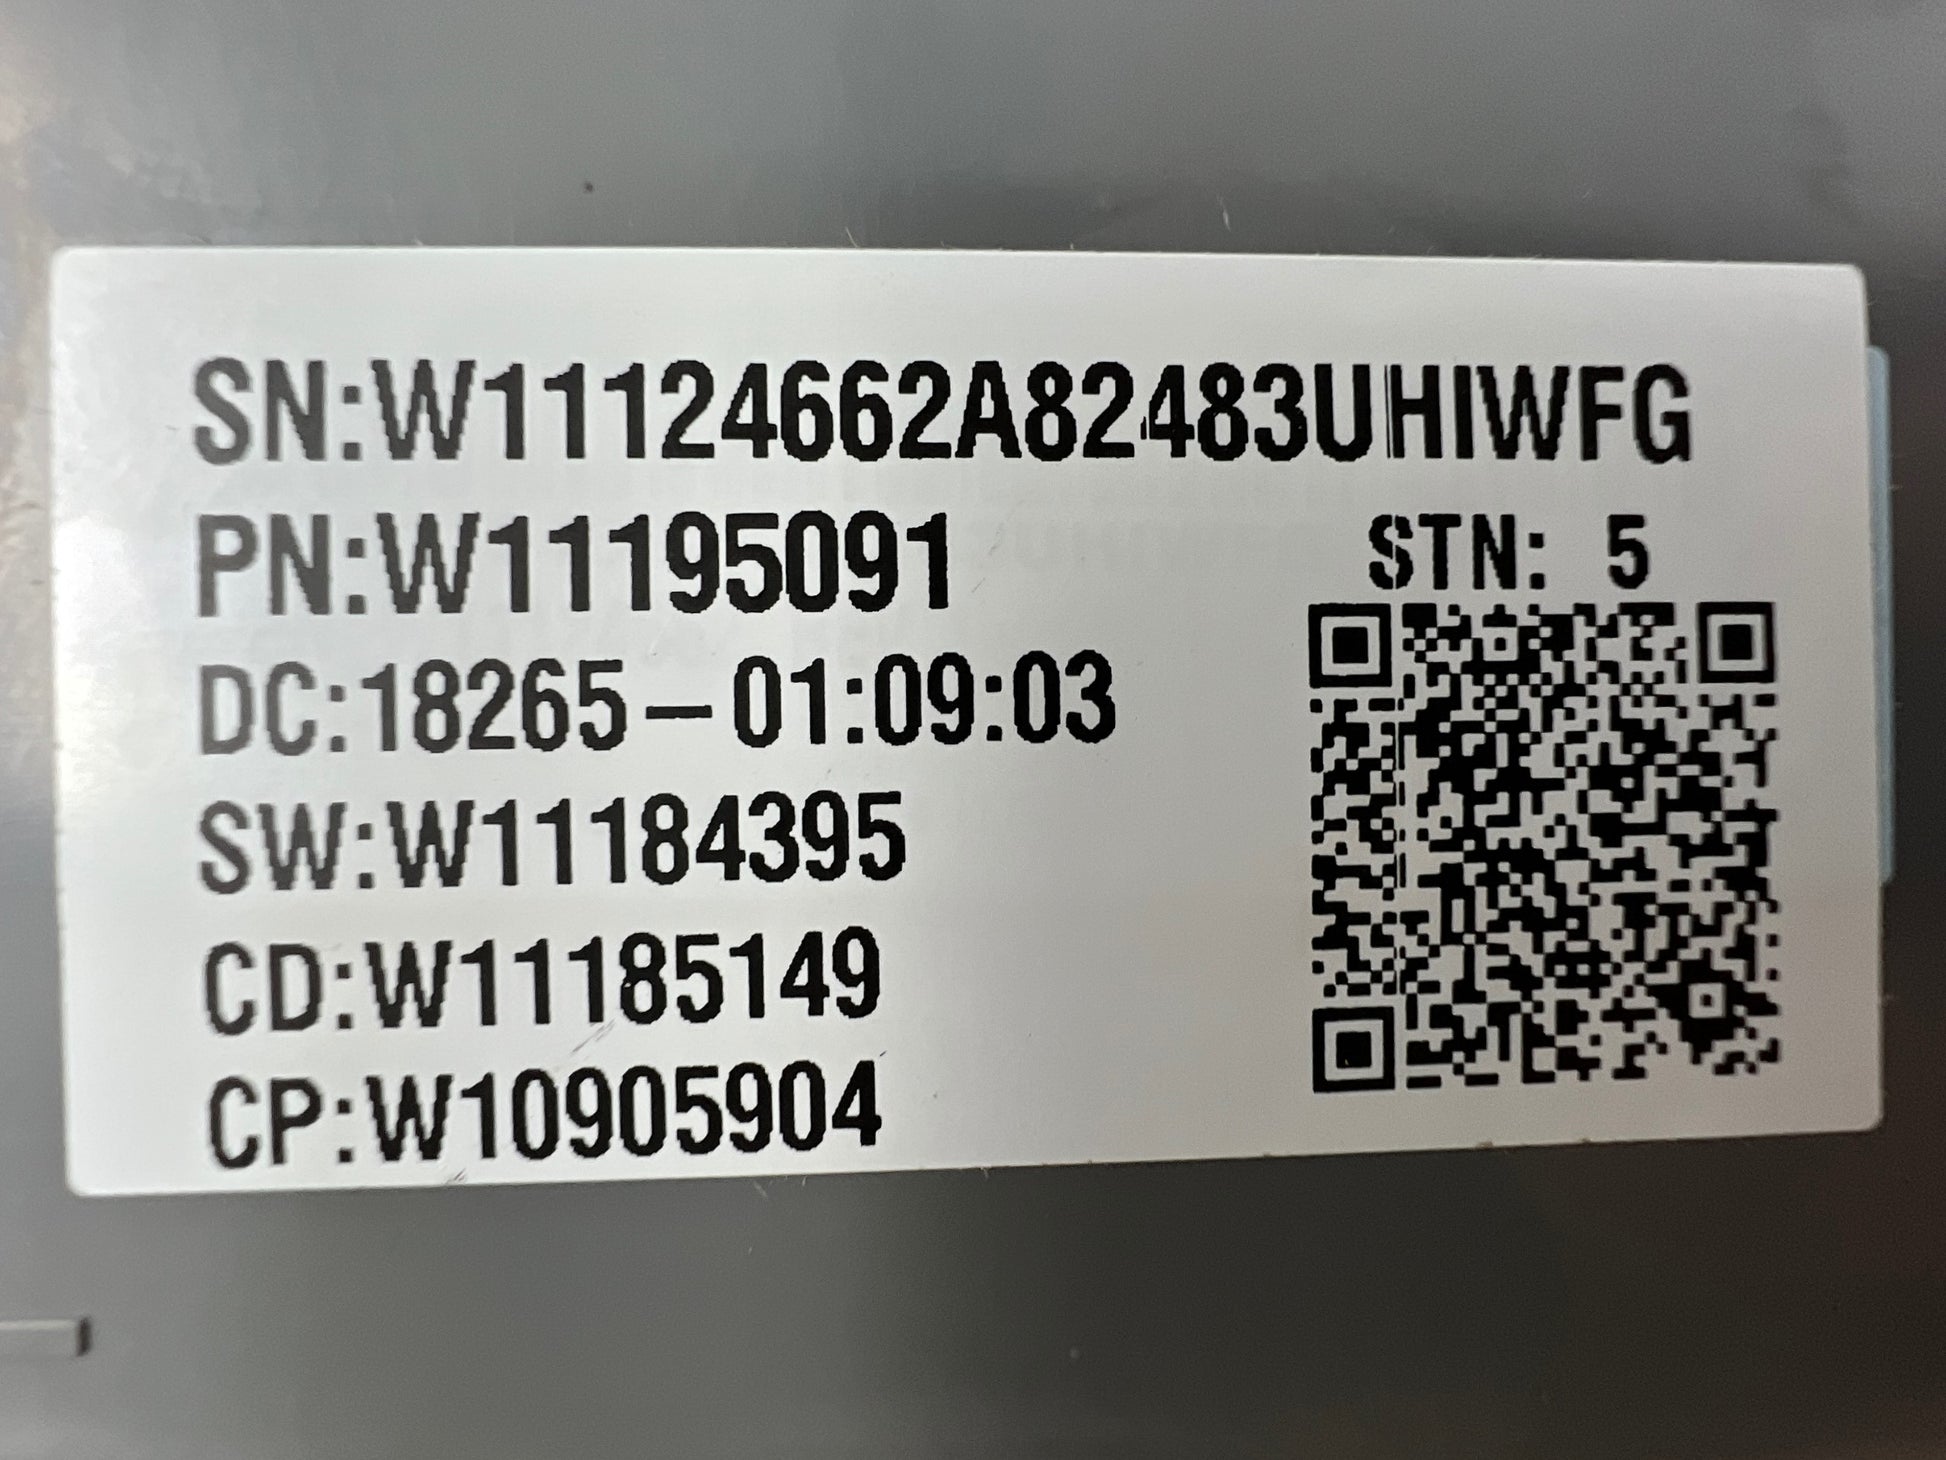 SN:W11124662A82483UHIWFG
PN:W11195091
STN: 5
DC:18265-01:09:03
SW:W11184395
CD:W11185149
CP:W10905904